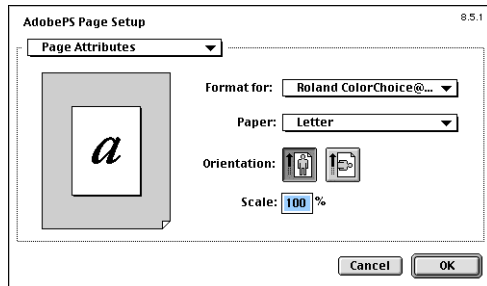 AdobePS Page Setup
8.5.1
Page Attributes
a
Format for: Roland ColorChoice@...
Paper: Letter
Orientation:
Scale: 100 %
Cancel OK